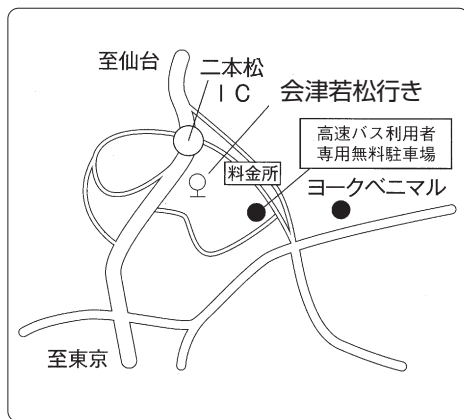 至仙台
二本松
IC
会津若松行き
高速バス利用者
専用無料駐車場
料金所
ヨークベニマル
至東京